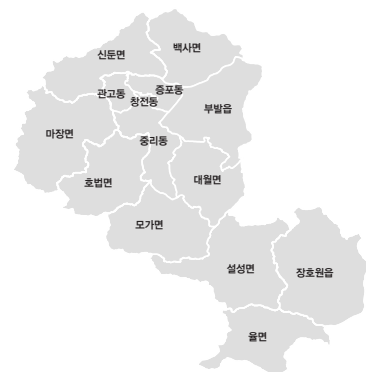 백사면
신둔면
증포동
관고동
창전동
부발읍
마장면
중리동
호법면
대월면
모가면
설성면
장호원읍
율면